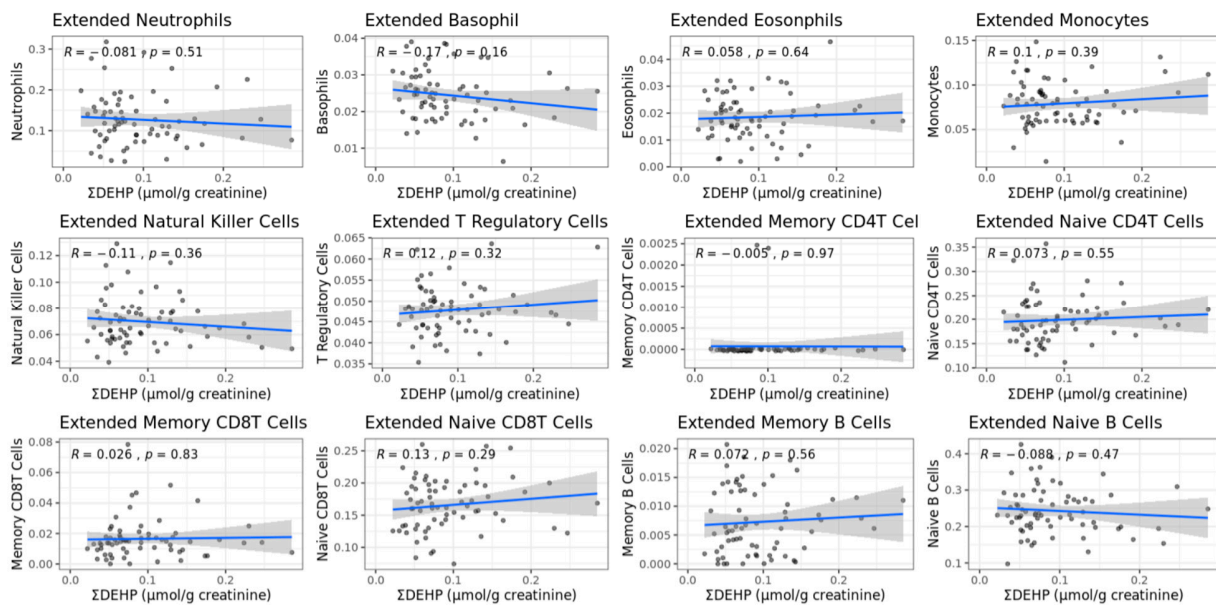 Extended Neutrophils
R = −0.081 , p = 0.51
Neutrophils
0.3
0.2
0.1
0.0
0.1
0.2
ΣDEHP (μmol/g creatinine)
Extended Basophil
R = −0.17 , p = 0.16
Basophils
0.04
0.03
0.02
0.01
0.0
0.1
0.2
ΣDEHP (μmol/g creatinine)
Extended Eosonphils
R = 0.058 , p = 0.64
Eosonphils
0.04
0.03
0.02
0.01
0.00
0.0
0.1
0.2
ΣDEHP (μmol/g creatinine)
Extended Monocytes
R = 0.1 , p = 0.39
Monocytes
0.15
0.10
0.05
0.0
0.1
0.2
ΣDEHP (μmol/g creatinine)
Extended Natural Killer Cells
R = −0.11 , p = 0.36
Natural Killer Cells
0.12
0.10
0.08
0.06
0.04
0.0
0.1
0.2
ΣDEHP (μmol/g creatinine)
Extended T Regulatory Cells
R = 0.12 , p = 0.32
T Regulatory Cells
0.065
0.060
0.055
0.050
0.045
0.040
0.035
0.0
0.1
0.2
ΣDEHP (μmol/g creatinine)
Extended Memory CD4T Cel
R = −0.005 , p = 0.97
Memory CD4T Cells
0.0025
0.0020
0.0015
0.0010
0.0005
0.0000
0.0
0.1
0.2
ΣDEHP (μmol/g creatinine)
Extended Naive CD4T Cells
R = 0.073 , p = 0.55
Naive CD4T Cells
0.35
0.30
0.25
0.20
0.15
0.10
0.0
0.1
0.2
ΣDEHP (μmol/g creatinine)
Extended Memory CD8T Cells
R = 0.026 , p = 0.83
Memory CD8T Cells
0.08
0.06
0.04
0.02
0.00
0.0
0.1
0.2
ΣDEHP (μmol/g creatinine)
Extended Naive CD8T Cells
R = 0.13 , p = 0.29
Naive CD8T Cells
0.25
0.20
0.15
0.10
0.0
0.1
0.2
ΣDEHP (μmol/g creatinine)
Extended Memory B Cells
R = 0.072 , p = 0.56
Memory B Cells
0.020
0.015
0.010
0.005
0.000
0.0
0.1
0.2
ΣDEHP (μmol/g creatinine)
Extended Naive B Cells
R = −0.088 , p = 0.47
Naive B Cells
0.4
0.3
0.2
0.1
0.0
0.1
0.2
ΣDEHP (μmol/g creatinine)